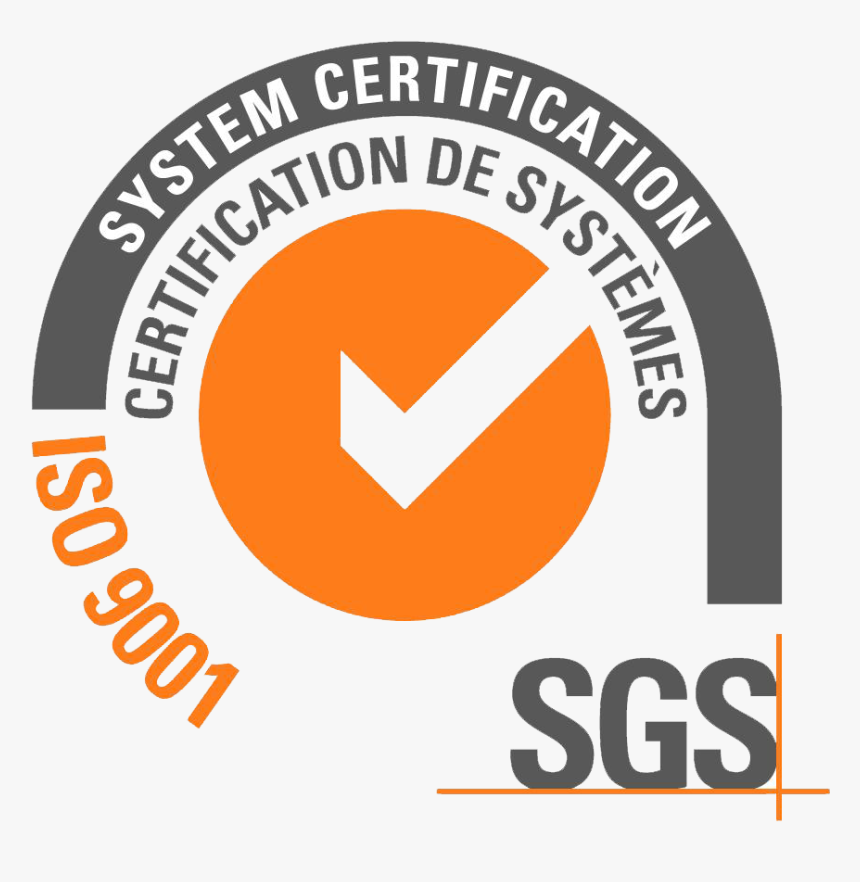 SYSTEM CERTIFICATION
CERTIFICATION DE SYSTÈMES
ISO 9001
SGS